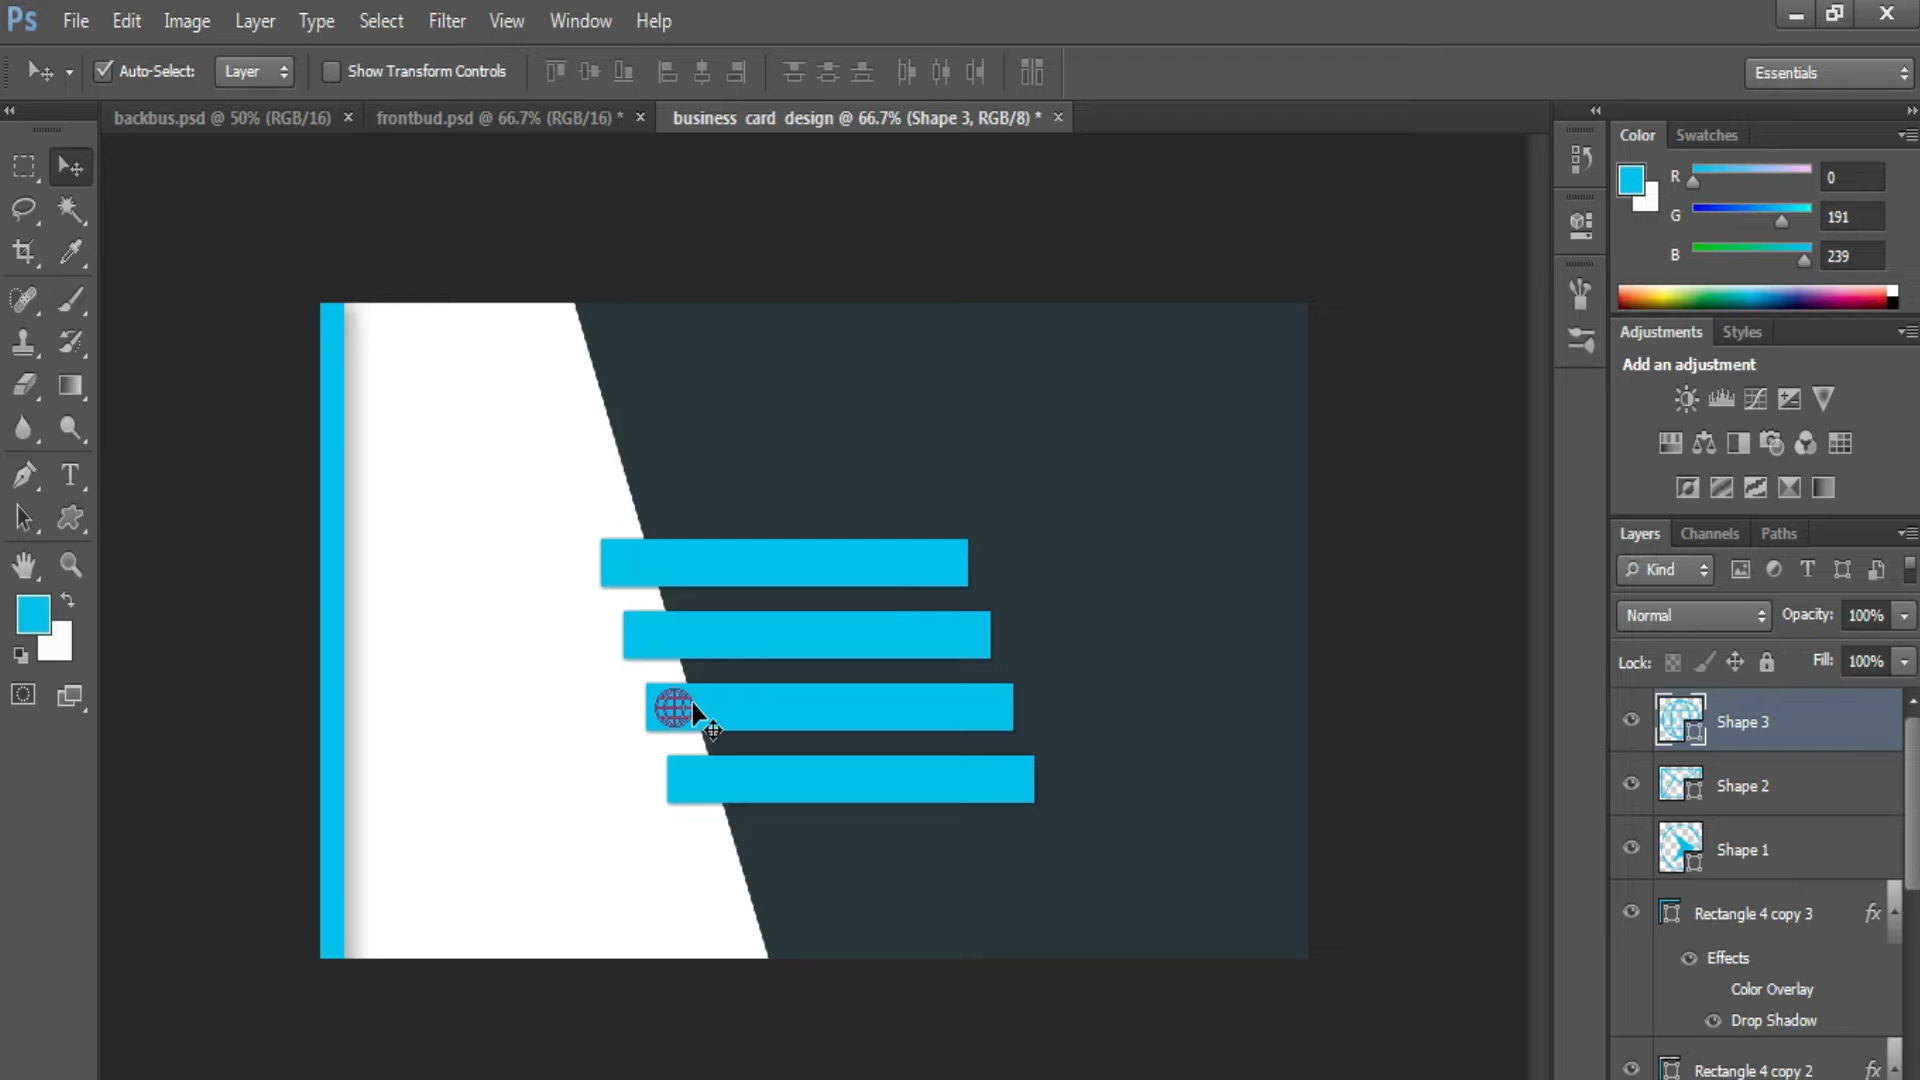 Ps File Edit Image Layer Type Select Filter View Window Help
Auto-Select: Layer Show Transform Controls Essentials
backbus.psd @ 50% (RGB/16) × frontbud.psd @ 66.7% (RGB/16) * × business card design @ 66.7% (Shape 3, RGB/8) * ×
Color Swatches
R 0
G 191
B 239
Adjustments Styles
Add an adjustment
Layers Channels Paths
Kind
Normal Opacity: 100%
Lock: Fill: 100%
Shape 3
Shape 2
Shape 1
Rectangle 4 copy 3 fx
Effects
Color Overlay
Drop Shadow
Rectangle 4 copy 2 fx